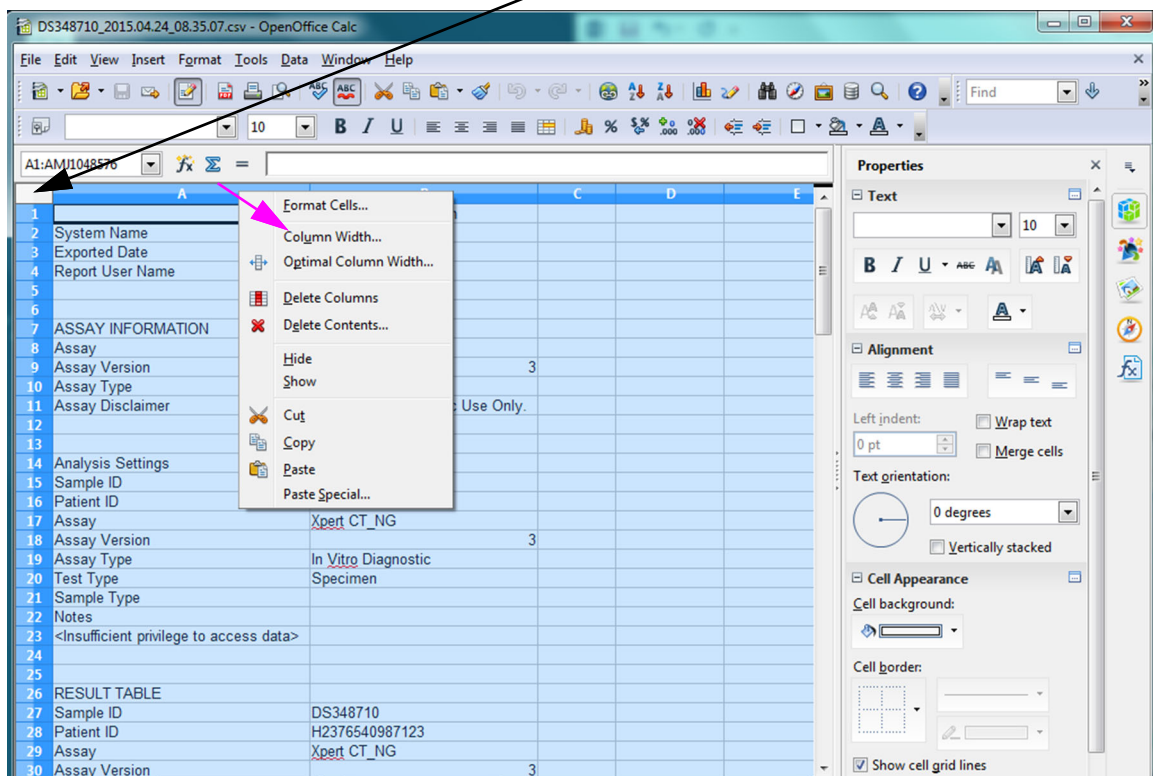 DS348710_2015.04.24_08.35.07.csv - OpenOffice Calc
File Edit View Insert Format Tools Data Window Help
ABC ABC Find
10 B I U
A1:AMJ1048576 fx Σ =
A C D E
1
2 System Name
3 Exported Date
4 Report User Name
5
6
7 ASSAY INFORMATION
8 Assay
9 Assay Version 3
10 Assay Type
11 Assay Disclaimer Use Only.
12
13
14 Analysis Settings
15 Sample ID
16 Patient ID
17 Assay Xpert CT_NG
18 Assay Version 3
19 Assay Type In Vitro Diagnostic
20 Test Type Specimen
21 Sample Type
22 Notes
23 <Insufficient privilege to access data>
24
25
26 RESULT TABLE
27 Sample ID DS348710
28 Patient ID H2376540987123
29 Assay Xpert CT_NG
30 Assay Version 3
Format Cells...
Column Width...
Optimal Column Width...
Delete Columns
Delete Contents...
Hide
Show
Cut
Copy
Paste
Paste Special...
Properties
Text
10
B I U ABC
Alignment
Left indent:
0 pt
Wrap text
Merge cells
Text orientation:
0 degrees
Vertically stacked
Cell Appearance
Cell background:
Cell border:
Show cell grid lines